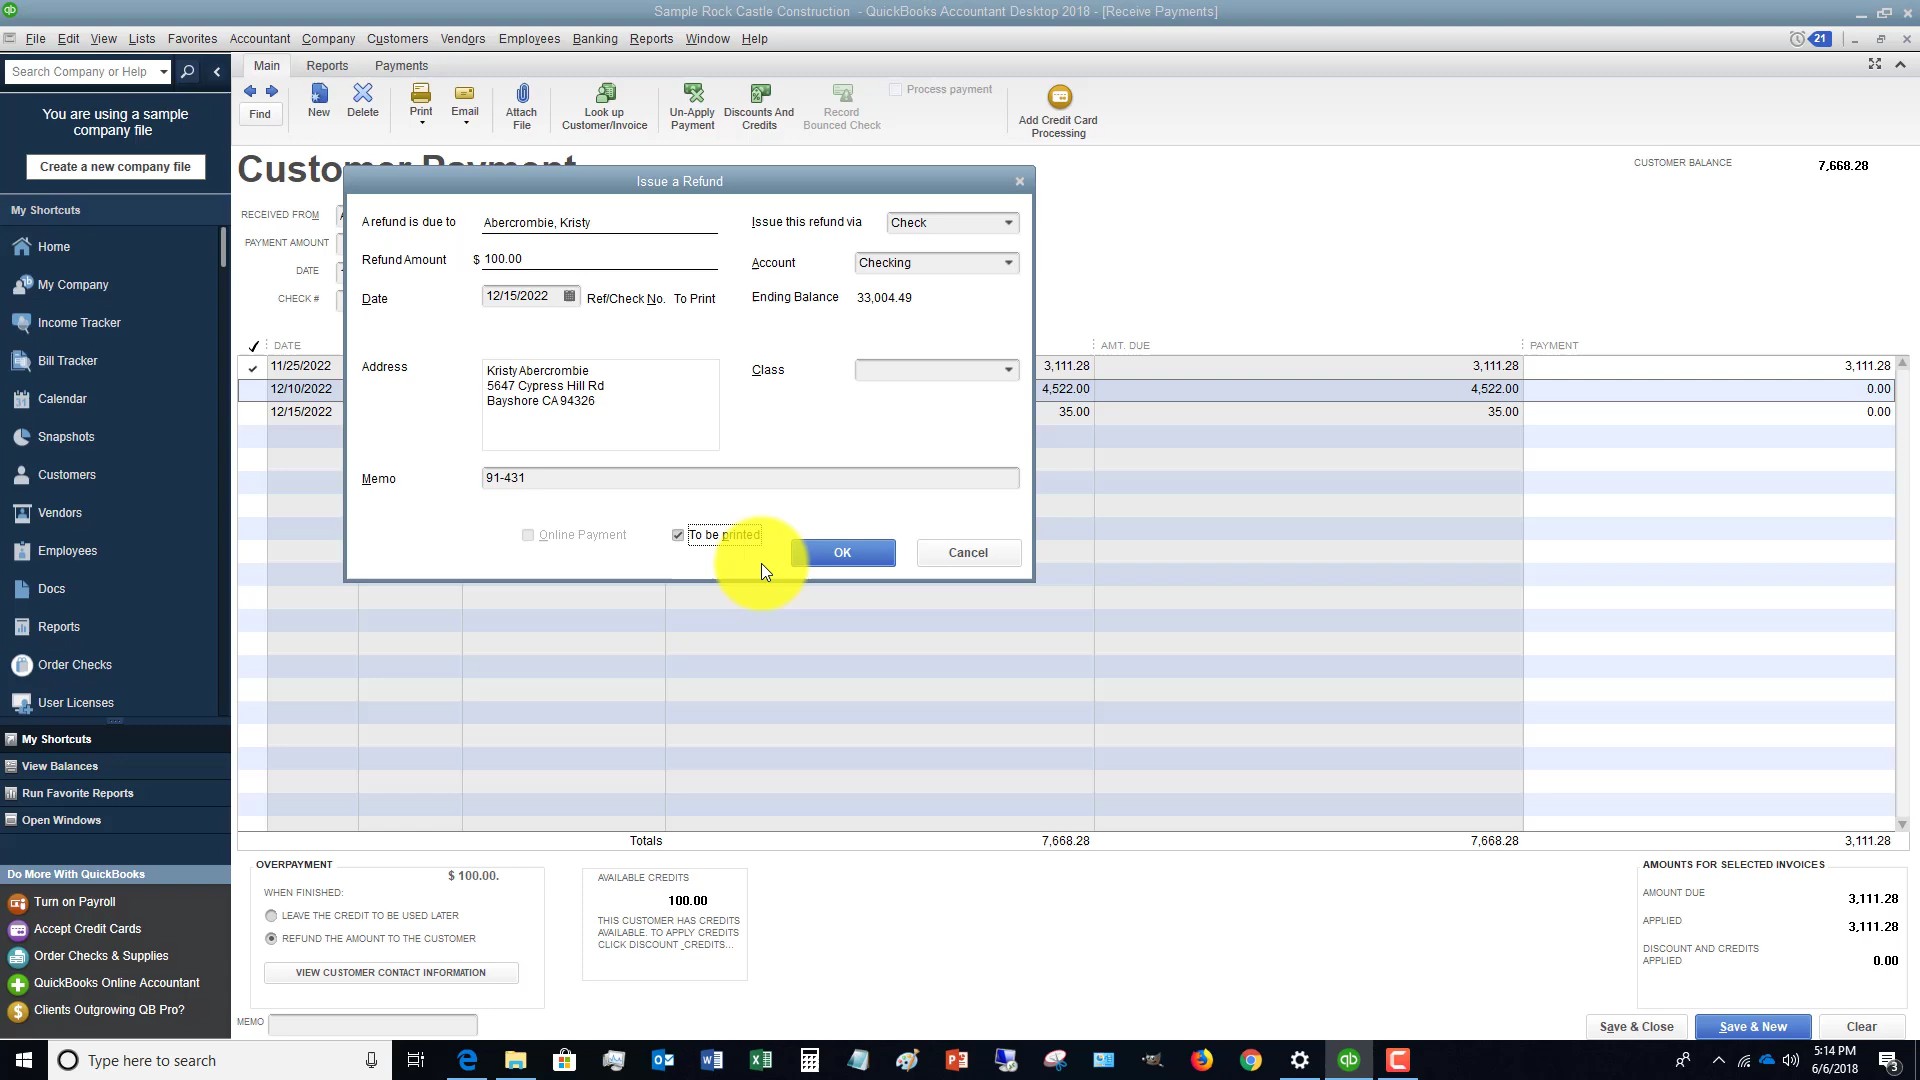 Sample Rock Castle Construction - QuickBooks Accountant Desktop 2018 - [Receive Payments]
File Edit View Lists Favorites Accountant Company Customers Vendors Employees Banking Reports Window Help
21
Search Company or Help
Main Reports Payments
You are using a sample
company file
Create a new company file
Find
New
Delete
Print
Email
Attach
File
Look up
Customer/Invoice
Un-Apply
Payment
Discounts And
Credits
Record
Bounced Check
Process payment
Add Credit Card
Processing
Customer Payment
CUSTOMER BALANCE 7,668.28
RECEIVED FROM
PAYMENT AMOUNT
DATE
CHECK #
Issue a Refund
A refund is due to Abercrombie, Kristy
Issue this refund via Check
Refund Amount $ 100.00
Account Checking
Date 12/15/2022 Ref/Check No. To Print
Ending Balance 33,004.49
Address
Kristy Abercrombie
5647 Cypress Hill Rd
Bayshore CA 94326
Class
Memo 91-431
Online Payment
To be printed
OK
Cancel
DATE AMT. DUE PAYMENT
11/25/2022 3,111.28 3,111.28 3,111.28
12/10/2022 4,522.00 4,522.00 0.00
12/15/2022 35.00 35.00 0.00
Totals 7,668.28 7,668.28 3,111.28
My Shortcuts
Home
My Company
Income Tracker
Bill Tracker
Calendar
Snapshots
Customers
Vendors
Employees
Docs
Reports
Order Checks
User Licenses
My Shortcuts
View Balances
Run Favorite Reports
Open Windows
Do More With QuickBooks
Turn on Payroll
Accept Credit Cards
Order Checks & Supplies
QuickBooks Online Accountant
Clients Outgrowing QB Pro?
OVERPAYMENT
$ 100.00.
WHEN FINISHED:
LEAVE THE CREDIT TO BE USED LATER
REFUND THE AMOUNT TO THE CUSTOMER
VIEW CUSTOMER CONTACT INFORMATION
MEMO
AVAILABLE CREDITS
100.00
THIS CUSTOMER HAS CREDITS
AVAILABLE. TO APPLY CREDITS
CLICK DISCOUNT _CREDITS...
AMOUNTS FOR SELECTED INVOICES
AMOUNT DUE 3,111.28
APPLIED 3,111.28
DISCOUNT AND CREDITS
APPLIED 0.00
Save & Close
Save & New
Clear
Type here to search
5:14 PM
6/6/2018
3